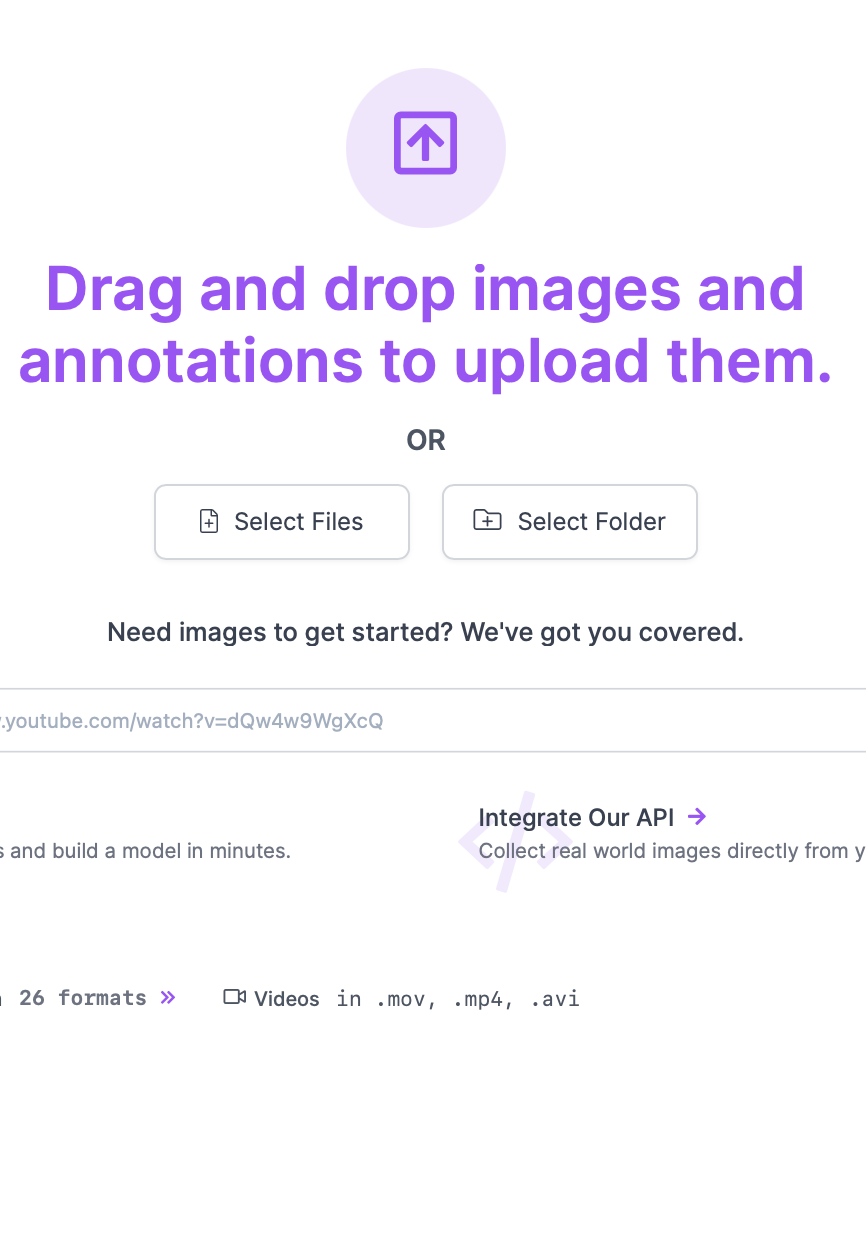 Drag and drop images and
annotations to upload them.
OR
Select Files
Select Folder
Need images to get started? We've got you covered.
.youtube.com/watch?v=dQw4w9WgXcQ
Integrate Our API
s and build a model in minutes.
Collect real world images directly from y
26 formats
Videos in .mov, .mp4, .avi